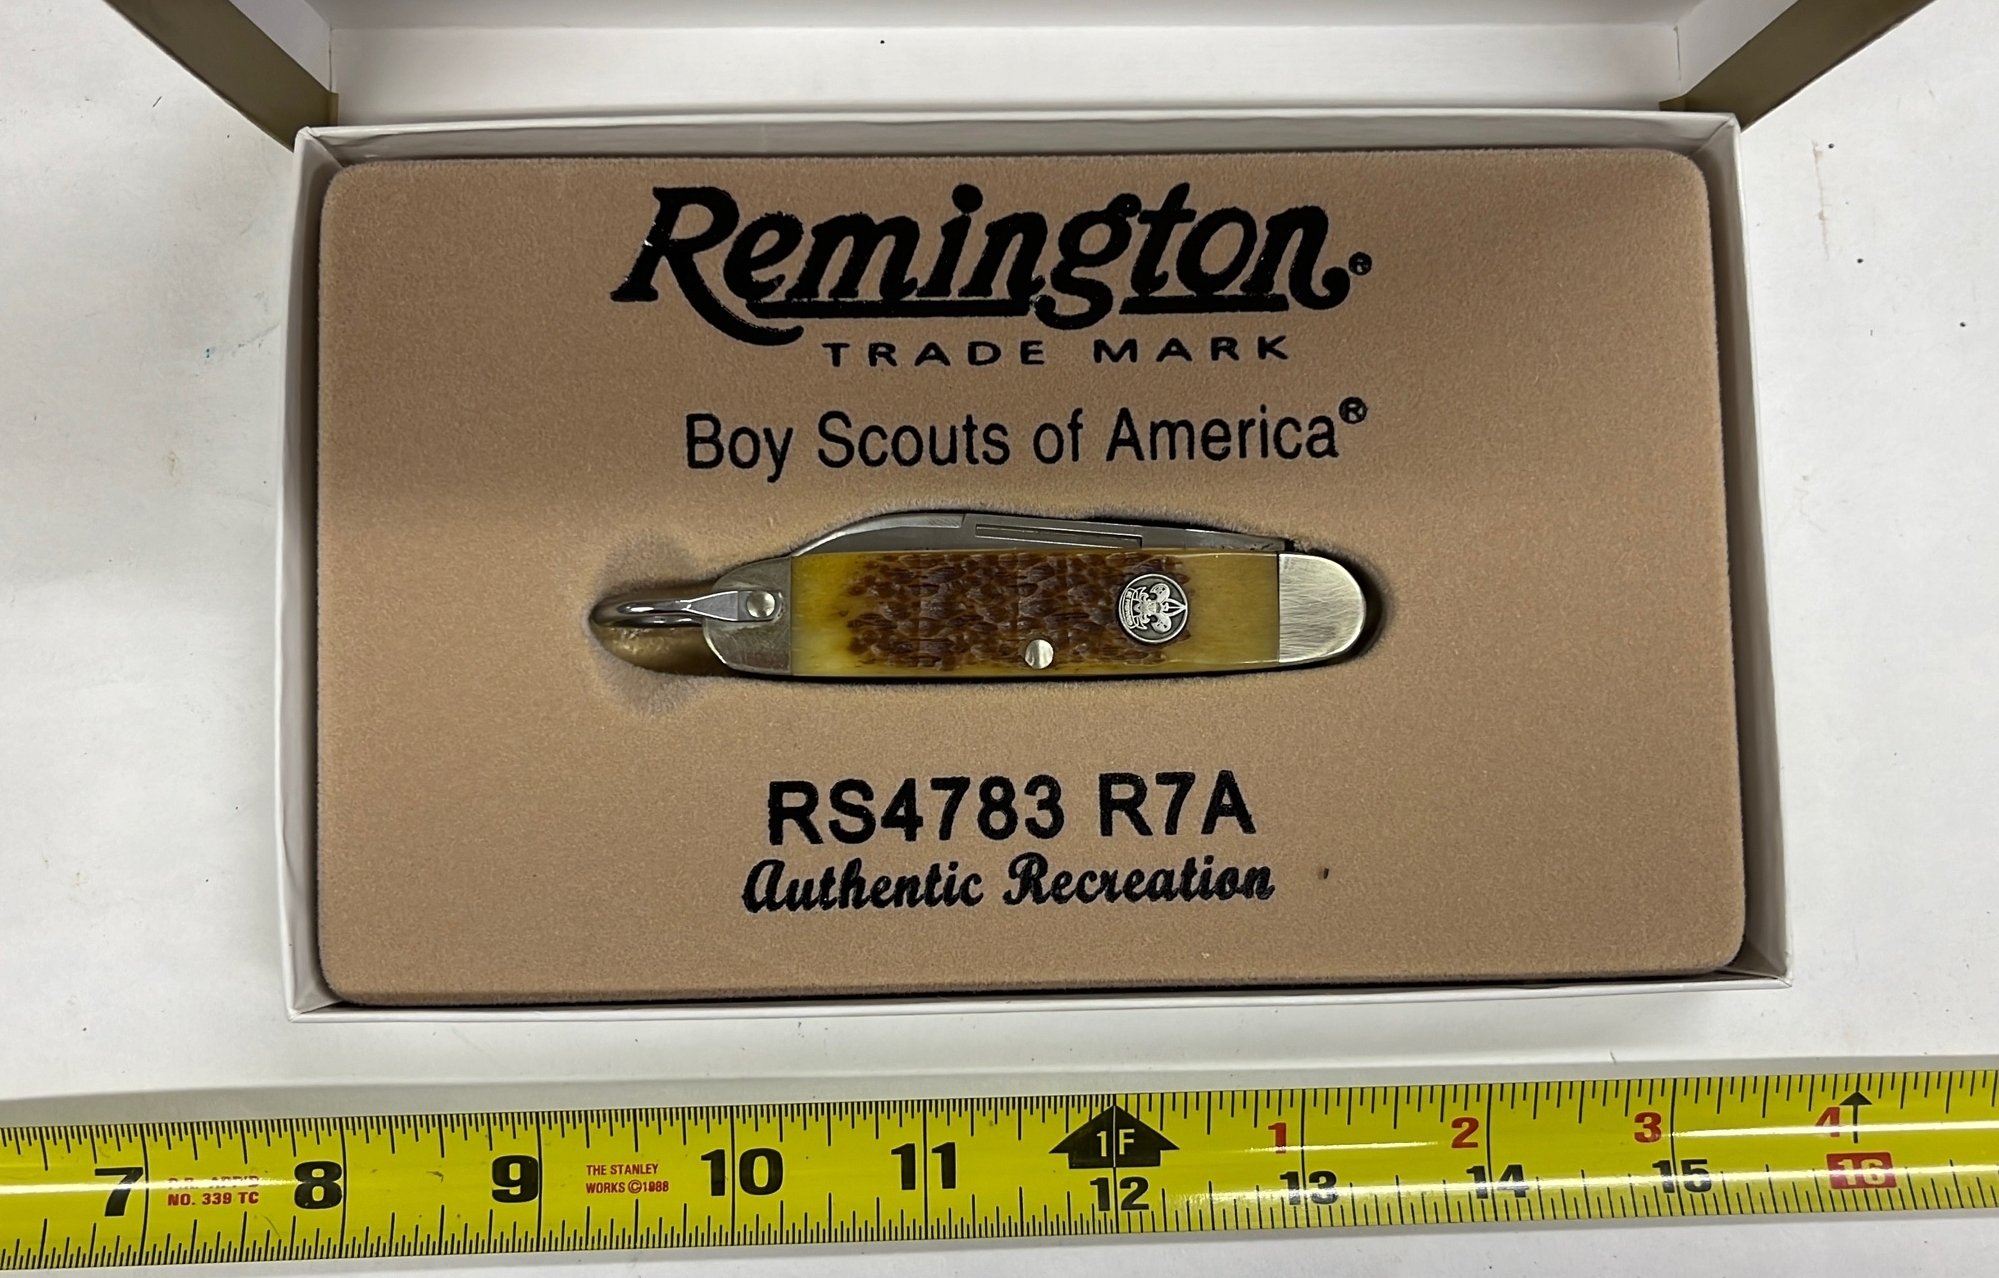 Remington®
TRADE MARK
Boy Scouts of America®
RS4783 R7A
Authentic Recreation
1F
1 2 3 4
7 8 9 10 11 12 13 14 15 16
THE STANLEY
WORKS ©1988
NO. 339 TC